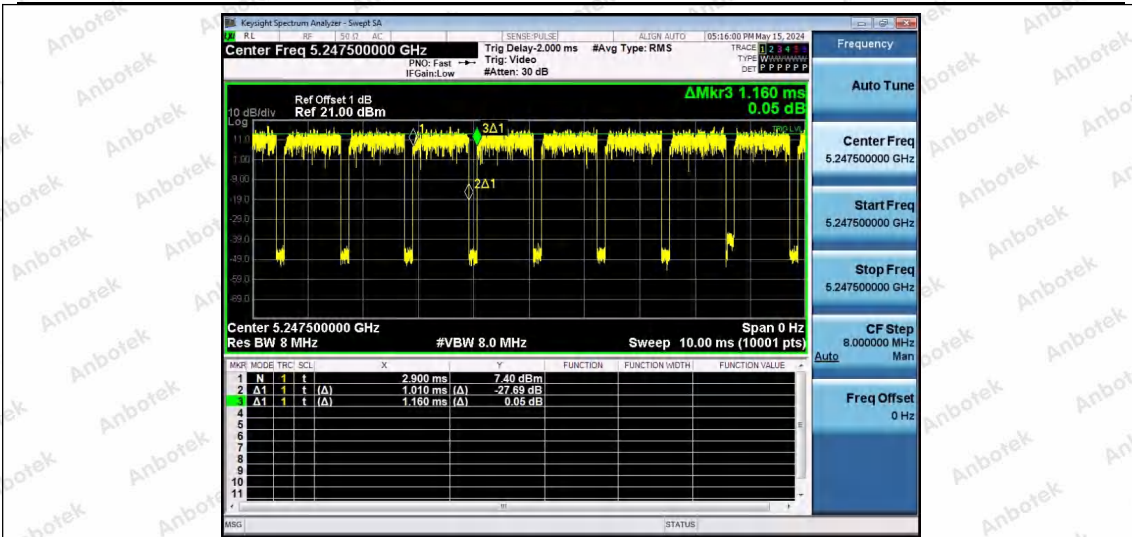 Keysight Spectrum Analyzer - Swept SA
RL RF 50 Ω AC SENSE:PULSE ALIGN AUTO 05:16:00 PM May 15, 2024
Center Freq 5.247500000 GHz
PNO: Fast
IFGain:Low
Trig Delay-2.000 ms
Trig: Video
#Atten: 30 dB
#Avg Type: RMS
TRACE 1 2 3 4 5 6
TYPE W
DET P P P P P P
Frequency
Auto Tune
Center Freq
5.247500000 GHz
Start Freq
5.247500000 GHz
Stop Freq
5.247500000 GHz
CF Step
8.000000 MHz
Auto Man
Freq Offset
0 Hz
ΔMkr3 1.160 ms
0.05 dB
10 dB/div
Log
Ref Offset 1 dB
Ref 21.00 dBm
11.0
1.00
-9.00
-19.0
-29.0
-39.0
-49.0
-59.0
-69.0
1
3Δ1
2Δ1
Center 5.247500000 GHz Span 0 Hz
Res BW 8 MHz #VBW 8.0 MHz Sweep 10.00 ms (10001 pts)
MKR MODE TRC SCL X Y FUNCTION FUNCTION WIDTH FUNCTION VALUE
1 N 1 t 2.900 ms 7.40 dBm
2 Δ1 1 t (Δ) 1.010 ms (Δ) -27.69 dB
3 Δ1 1 t (Δ) 1.160 ms (Δ) 0.05 dB
4
5
6
7
8
9
10
11
MSG STATUS
Anbotek